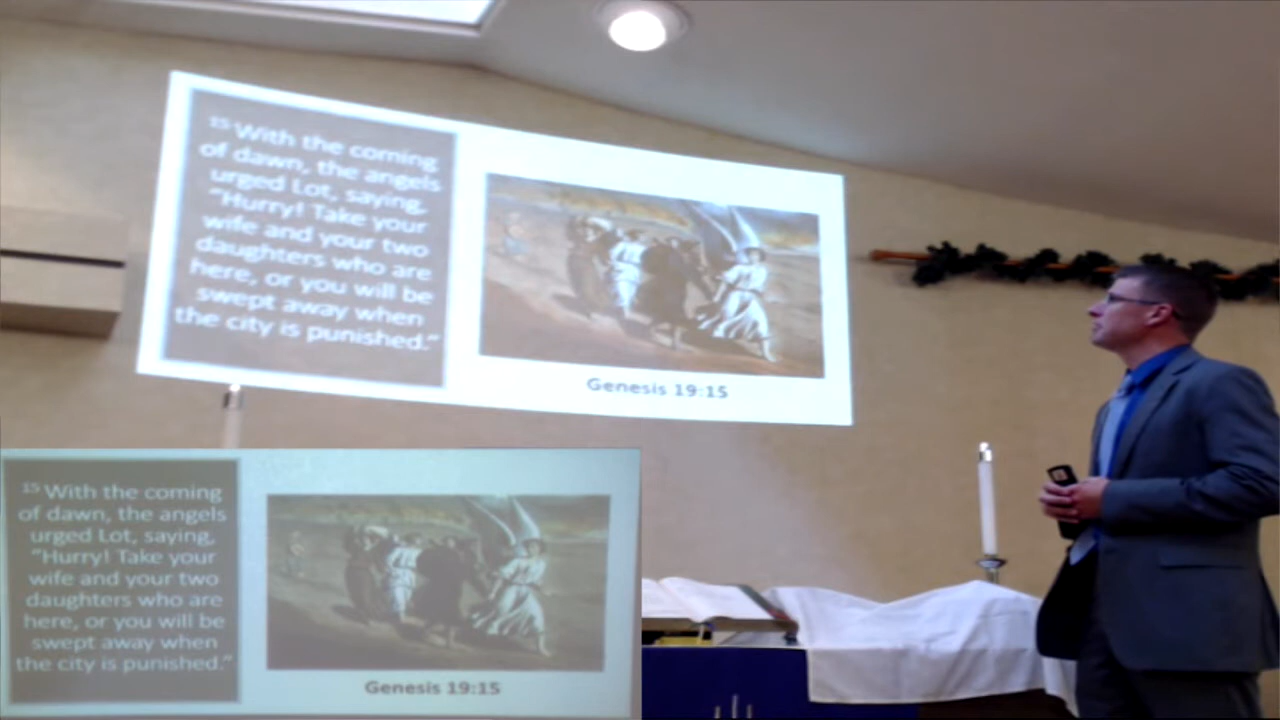 15 With the coming
of dawn, the angels
urged Lot, saying,
“Hurry! Take your
wife and your two
daughters who are
here, or you will be
swept away when
the city is punished.”
Genesis 19:15
15 With the coming
of dawn, the angels
urged Lot, saying,
“Hurry! Take your
wife and your two
daughters who are
here, or you will be
swept away when
the city is punished.”
Genesis 19:15